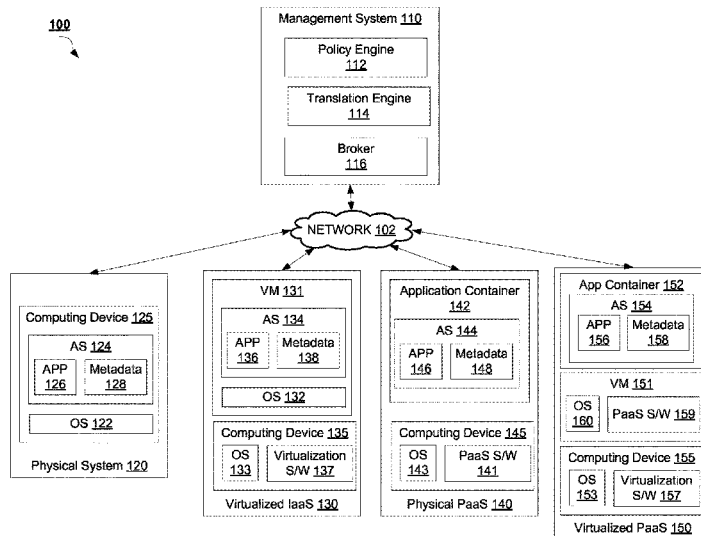 100
Management System 110
Policy Engine
112
Translation Engine
114
Broker
116
NETWORK 102
Computing Device 125
AS 124
APP
126
Metadata
128
OS 122
Physical System 120
VM 131
AS 134
APP
136
Metadata
138
OS 132
Computing Device 135
OS
133
Virtualization
S/W 137
Virtualized IaaS 130
Application Container
142
AS 144
APP
146
Metadata
148
Computing Device 145
OS
143
PaaS S/W
141
Physical PaaS 140
App Container 152
AS 154
APP
156
Metadata
158
VM 151
OS
160
PaaS S/W 159
Computing Device 155
OS
153
Virtualization
S/W 157
Virtualized PaaS 150